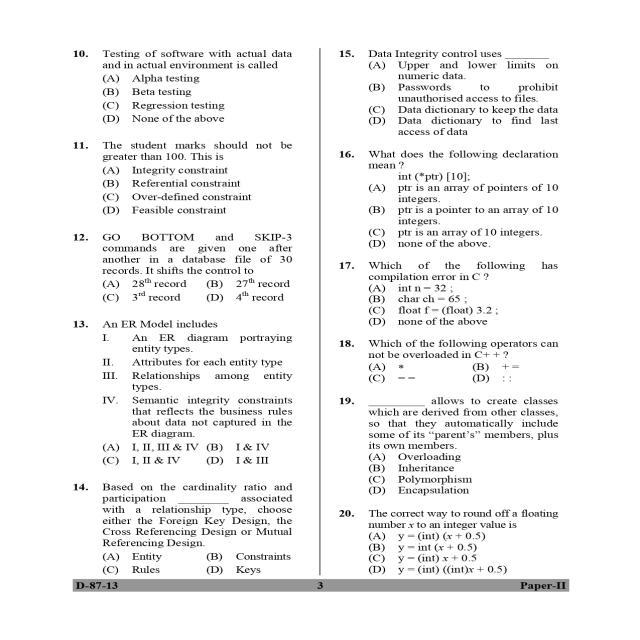 10. Testing of software with actual data
and in actual environment is called
(A) Alpha testing
(B) Beta testing
(C) Regression testing
(D) None of the above
11. The student marks should not be
greater than 100. This is
(A) Integrity constraint
(B) Referential constraint
(C) Over-defined constraint
(D) Feasible constraint
12. GO BOTTOM and SKIP-3
commands are given one after
another in a database file of 30
records. It shifts the control to
(A) 28th record (B) 27th record
(C) 3rd record (D) 4th record
13. An ER Model includes
I. An ER diagram portraying
entity types.
II. Attributes for each entity type
III. Relationships among entity
types.
IV. Semantic integrity constraints
that reflects the business rules
about data not captured in the
ER diagram.
(A) I, II, III & IV (B) I & IV
(C) I, II & IV (D) I & III
14. Based on the cardinality ratio and
participation ________ associated
with a relationship type, choose
either the Foreign Key Design, the
Cross Referencing Design or Mutual
Referencing Design.
(A) Entity (B) Constraints
(C) Rules (D) Keys
15. Data Integrity control uses ________
(A) Upper and lower limits on
numeric data.
(B) Passwords to prohibit
unauthorised access to files.
(C) Data dictionary to keep the data
(D) Data dictionary to find last
access of data
16. What does the following declaration
mean ?
int (*ptr) [10];
(A) ptr is an array of pointers of 10
integers.
(B) ptr is a pointer to an array of 10
integers.
(C) ptr is an array of 10 integers.
(D) none of the above.
17. Which of the following has
compilation error in C ?
(A) int n = 32 ;
(B) char ch = 65 ;
(C) float f = (float) 3.2 ;
(D) none of the above
18. Which of the following operators can
not be overloaded in C+ + ?
(A) * (B) + =
(C) – – (D) : :
19. __________ allows to create classes
which are derived from other classes,
so that they automatically include
some of its “parent’s” members, plus
its own members.
(A) Overloading
(B) Inheritance
(C) Polymorphism
(D) Encapsulation
20. The correct way to round off a floating
number x to an integer value is
(A) y = (int) (x + 0.5)
(B) y = int (x + 0.5)
(C) y = (int) x + 0.5
(D) y = (int) ((int)x + 0.5)
D-87-13 3 Paper-II